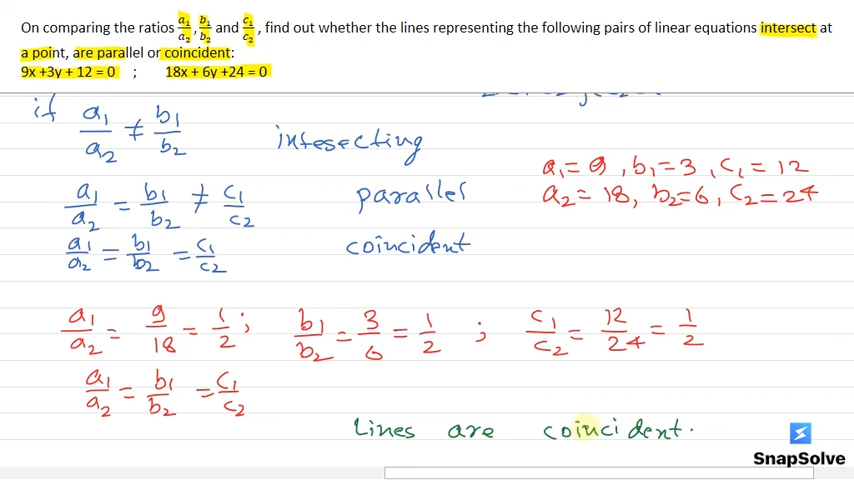 On comparing the ratios a₁/a₂, b₁/b₂ and c₁/c₂, find out whether the lines representing the following pairs of linear equations intersect at
a point, are parallel or coincident:
9x +3y + 12 = 0 ; 18x + 6y +24 = 0
if a₁/a₂ ≠ b₁/b₂ intesecting
a₁ = 9, b₁ = 3, c₁ = 12
a₁/a₂ = b₁/b₂ ≠ c₁/c₂ parallel
a₂ = 18, b₂ = 6, c₂ = 24
a₁/a₂ = b₁/b₂ = c₁/c₂ coincident
a₁/a₂ = 9/18 = 1/2 ; b₁/b₂ = 3/6 = 1/2 ; c₁/c₂ = 12/24 = 1/2
a₁/a₂ = b₁/b₂ = c₁/c₂
Lines are coincident.
SnapSolve